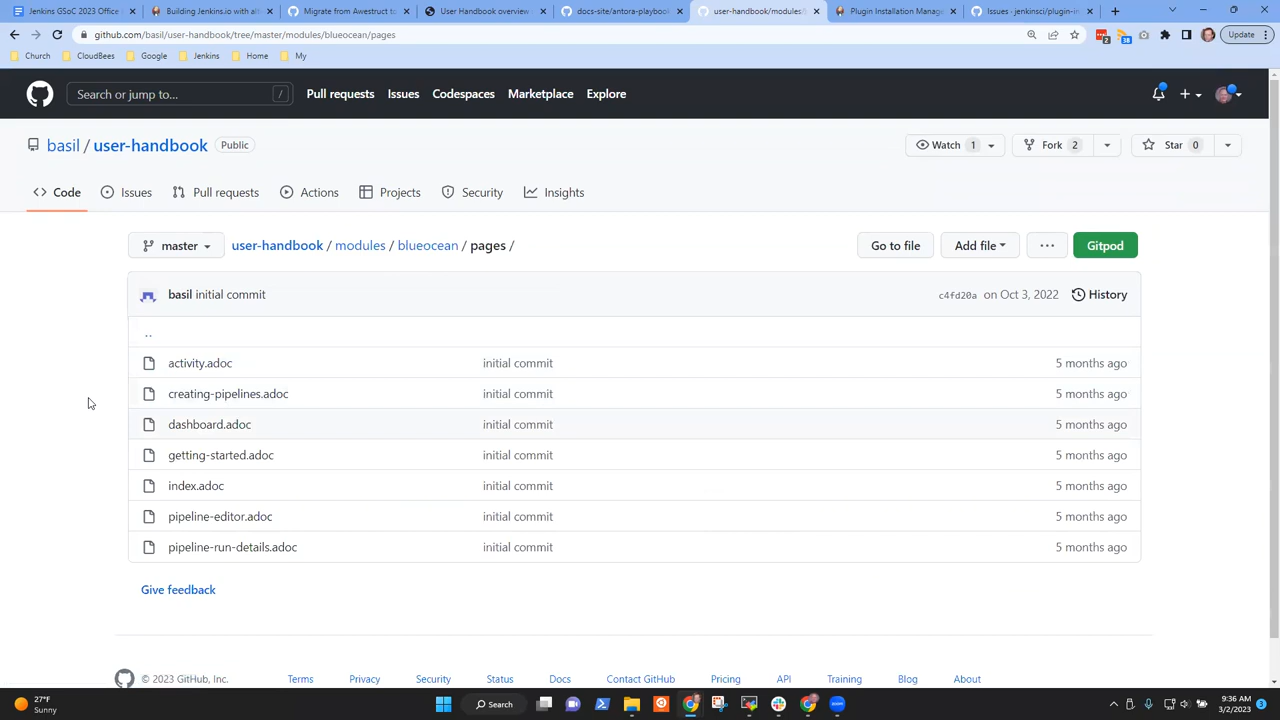 Jenkins GSoC 2023 Office
Building Jenkins.io with alt
Migrate from Awestruct to
User Handbook overview
docs-site/antora-playbook
user-handbook/modules/
Plugin Installation Manage
Issues · jenkinsci/plugin-in
github.com/basil/user-handbook/tree/master/modules/blueocean/pages
2
38
Update
Church
CloudBees
Google
Jenkins
Home
My
Search or jump to...
/
Pull requests
Issues
Codespaces
Marketplace
Explore
basil / user-handbook
Public
Watch 1
Fork 2
Star 0
Code
Issues
Pull requests
Actions
Projects
Security
Insights
master
user-handbook / modules / blueocean / pages /
Go to file
Add file
...
Gitpod
basil initial commit
c4fd20a on Oct 3, 2022
History
..
activity.adoc initial commit 5 months ago
creating-pipelines.adoc initial commit 5 months ago
dashboard.adoc initial commit 5 months ago
getting-started.adoc initial commit 5 months ago
index.adoc initial commit 5 months ago
pipeline-editor.adoc initial commit 5 months ago
pipeline-run-details.adoc initial commit 5 months ago
Give feedback
© 2023 GitHub, Inc.
Terms
Privacy
Security
Status
Docs
Contact GitHub
Pricing
API
Training
Blog
About
27°F
Sunny
Search
9:36 AM
3/2/2023
3